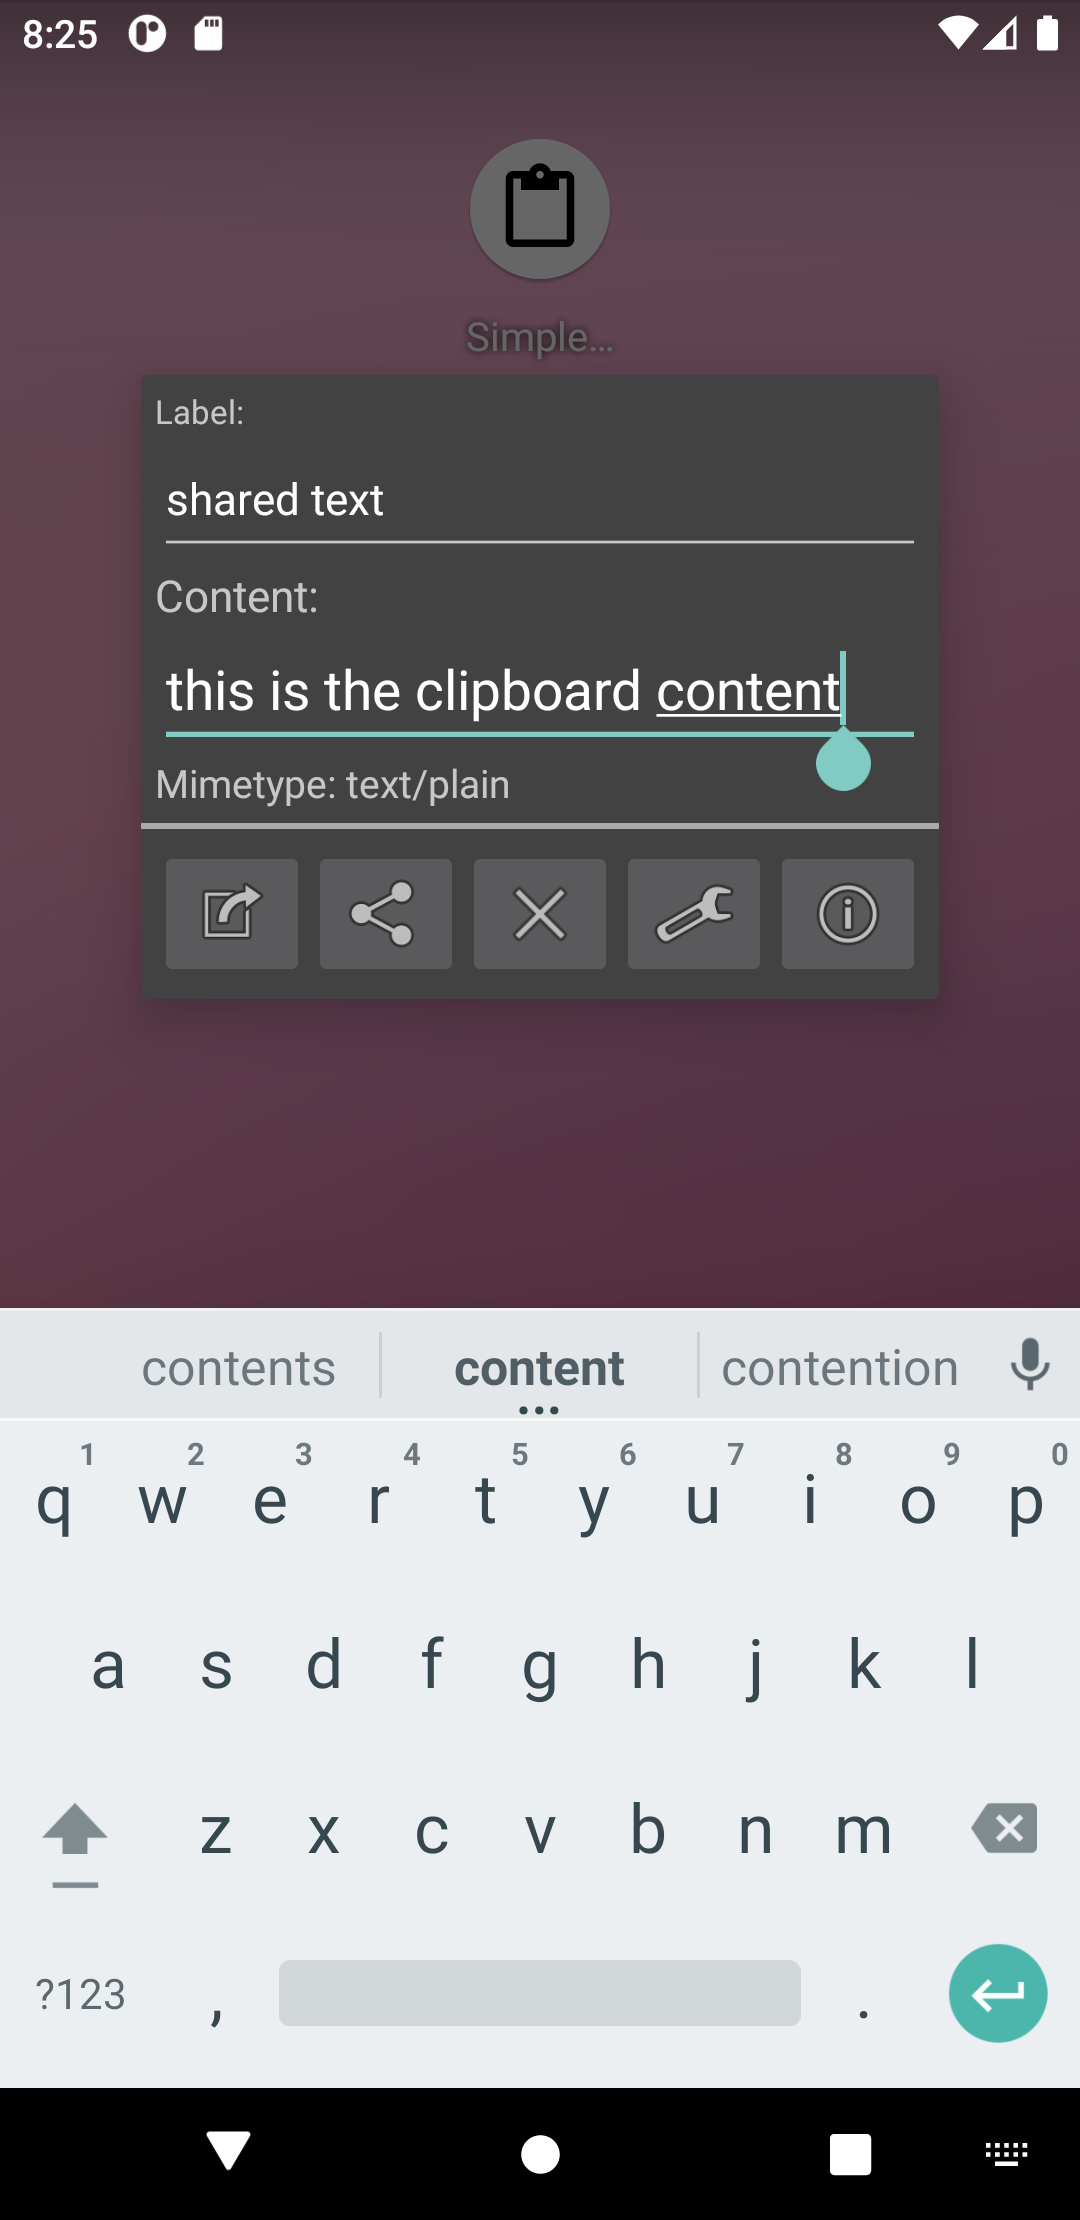 8:25
Simple...
Label:
shared text
Content:
this is the clipboard content
Mimetype: text/plain
contents content contention
1 2 3 4 5 6 7 8 9 0
q w e r t y u i o p
a s d f g h j k l
z x c v b n m
?123 , .